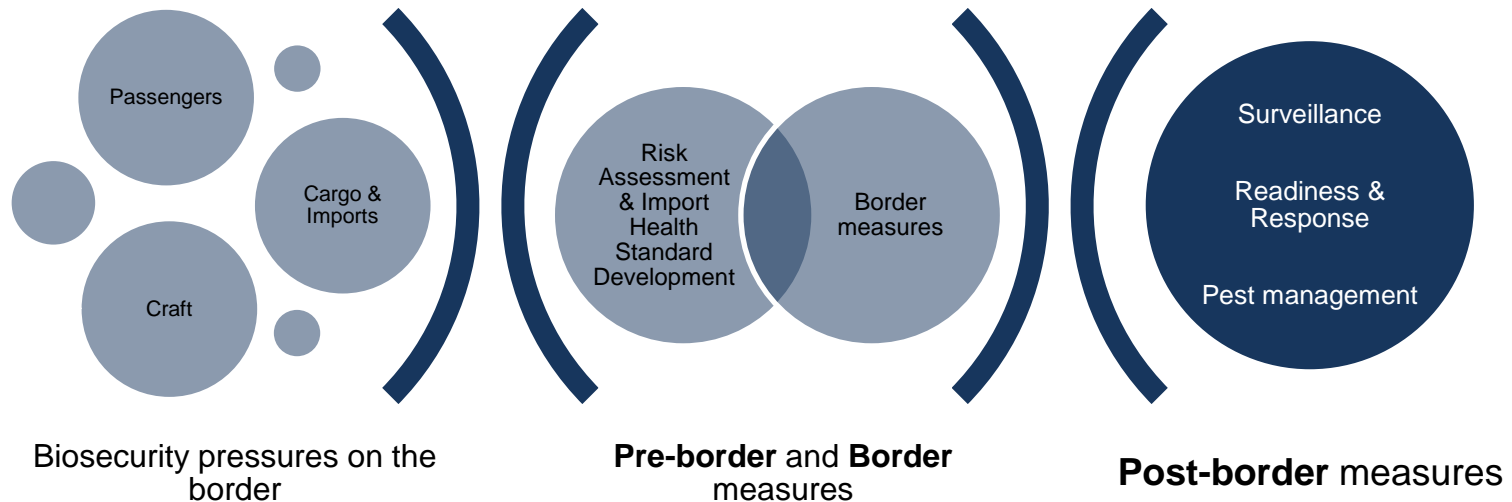 Passengers
Cargo &
Imports
Craft
Biosecurity pressures on the
border
Risk
Assessment
& Import
Health
Standard
Development
Border
measures
Pre-border and Border
measures
Surveillance
Readiness &
Response
Pest management
Post-border measures